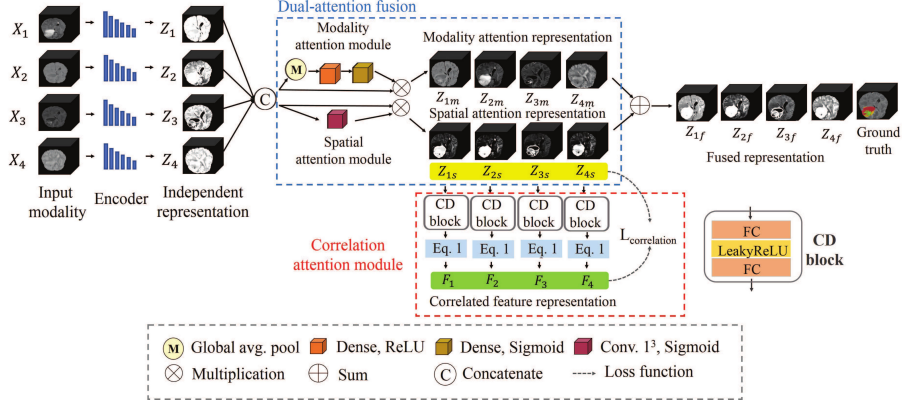 Dual-attention fusion
X1
Encoder
Z1
Modality
attention module
Modality attention representation
M
X2
Z2
C
Z1m
Z2m
Z3m
Z4m
X3
Z3
Spatial attention representation
Z1f
Z2f
Z3f
Z4f
Ground
truth
Fused representation
X4
Z4
Spatial
attention module
Z1s
Z2s
Z3s
Z4s
Input
modality
Independent
representation
CD
block
CD
block
CD
block
CD
block
Lcorrelation
Correlation
attention module
Eq. 1
Eq. 1
Eq. 1
Eq. 1
F1
F2
F3
F4
Correlated feature representation
FC
LeakyReLU
FC
CD
block
M Global avg. pool
Dense, ReLU
Dense, Sigmoid
Conv. 1³, Sigmoid
Multiplication
Sum
C Concatenate
Loss function